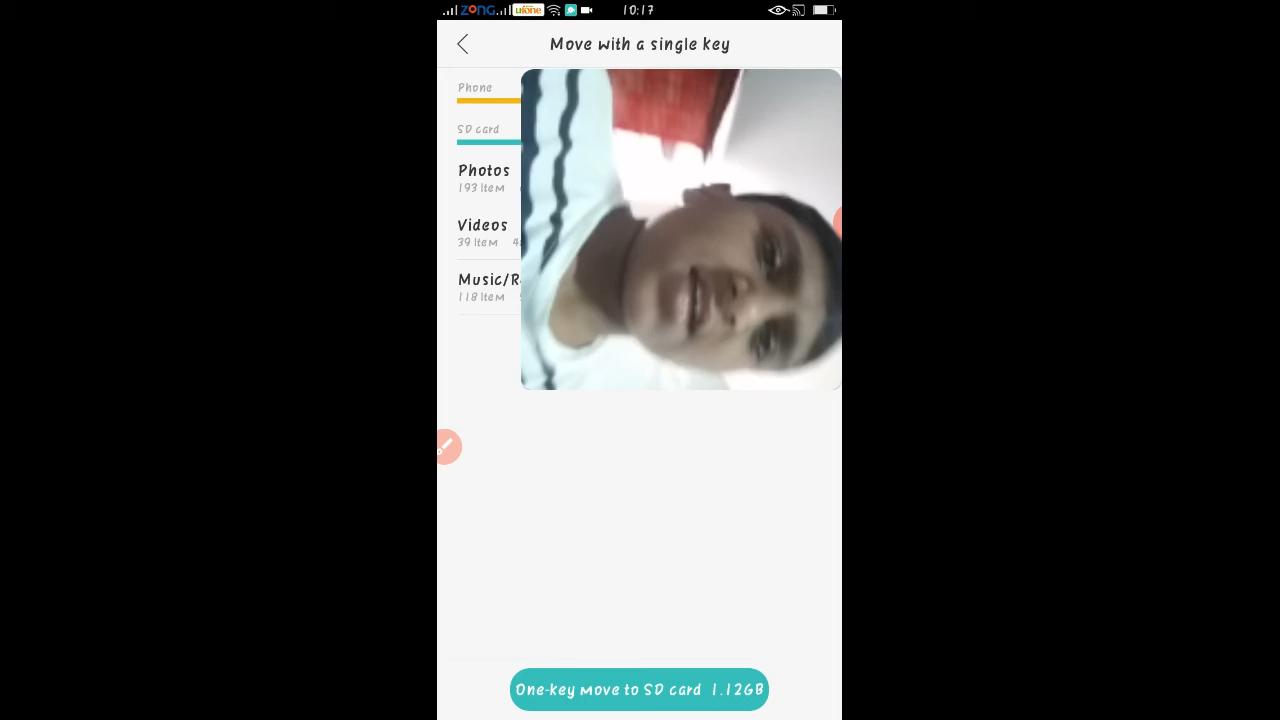 ZONG ufone 10:17
Move with a single key
Phone
SD card
Photos
193 Item
Videos
39 Item
Music/R
118 Item
One-key move to SD card 1.12GB